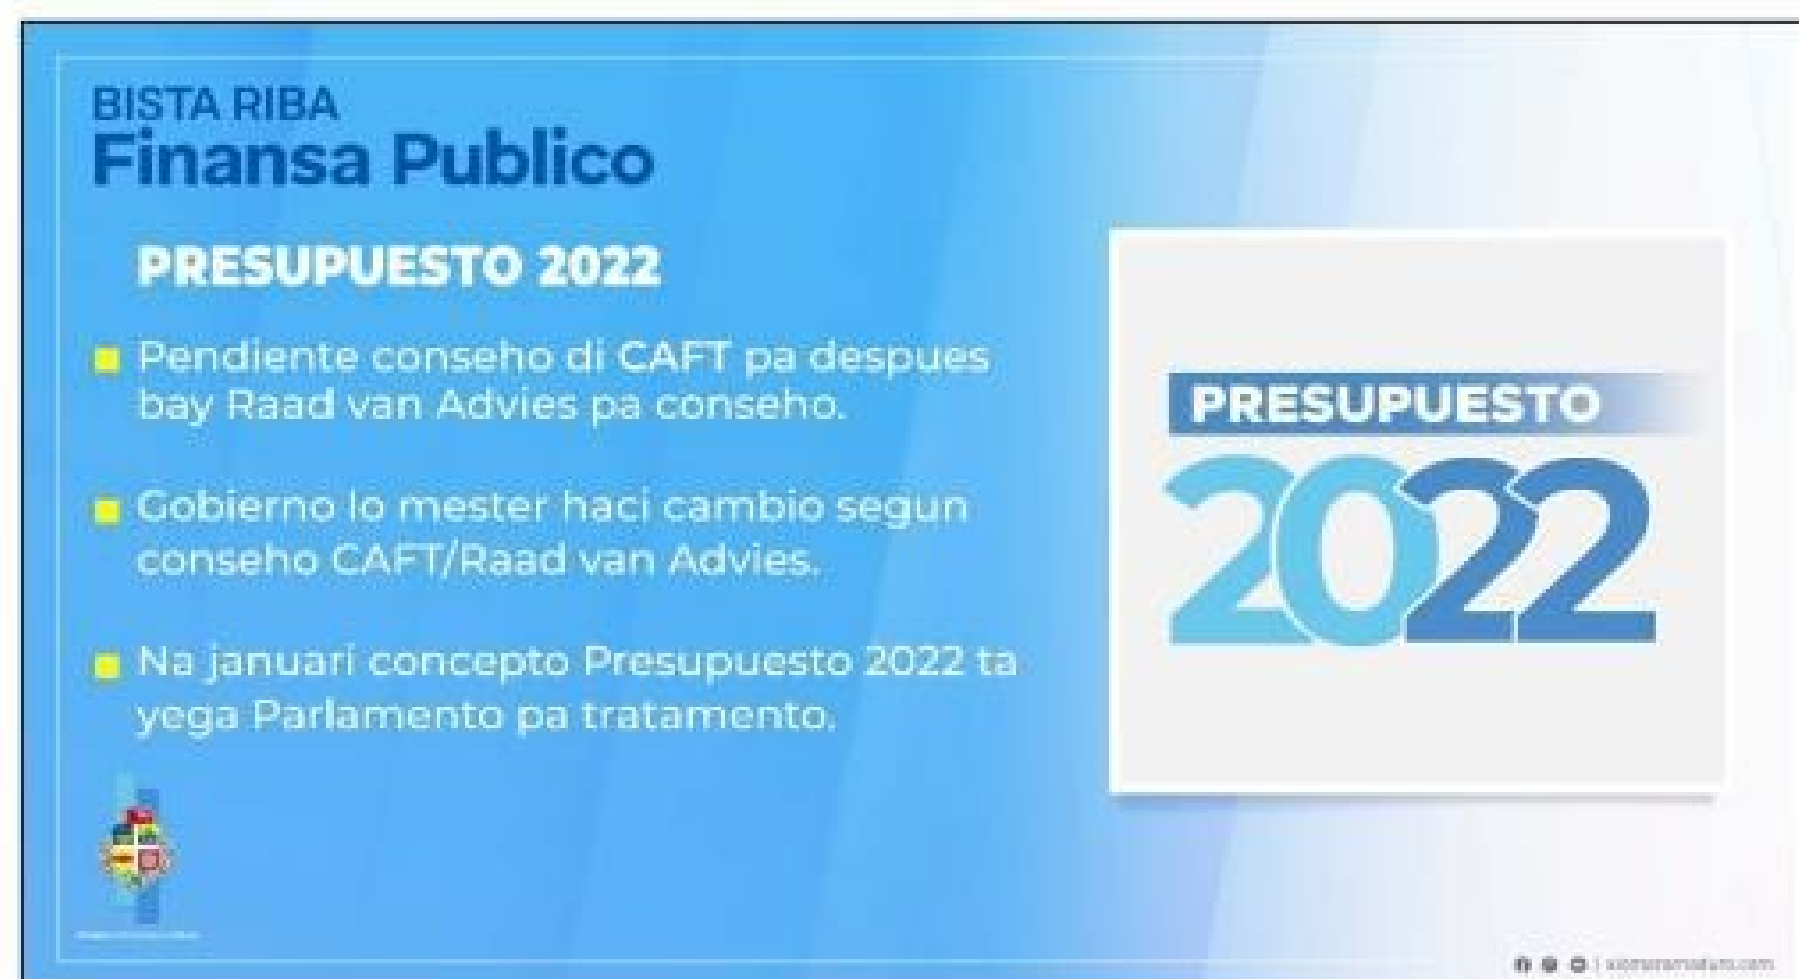 BISTA RIBA
Finansa Publico
PRESUPUESTO 2022
Pendiente conseho di CAFT pa despues
bay Raad van Advies pa conseho.
Gobierno lo mester haci cambio segun
conseho CAFT/Raad van Advies.
Na januari concepto Presupuesto 2022 ta
yega Parlamento pa tratamento.
PRESUPUESTO
2022